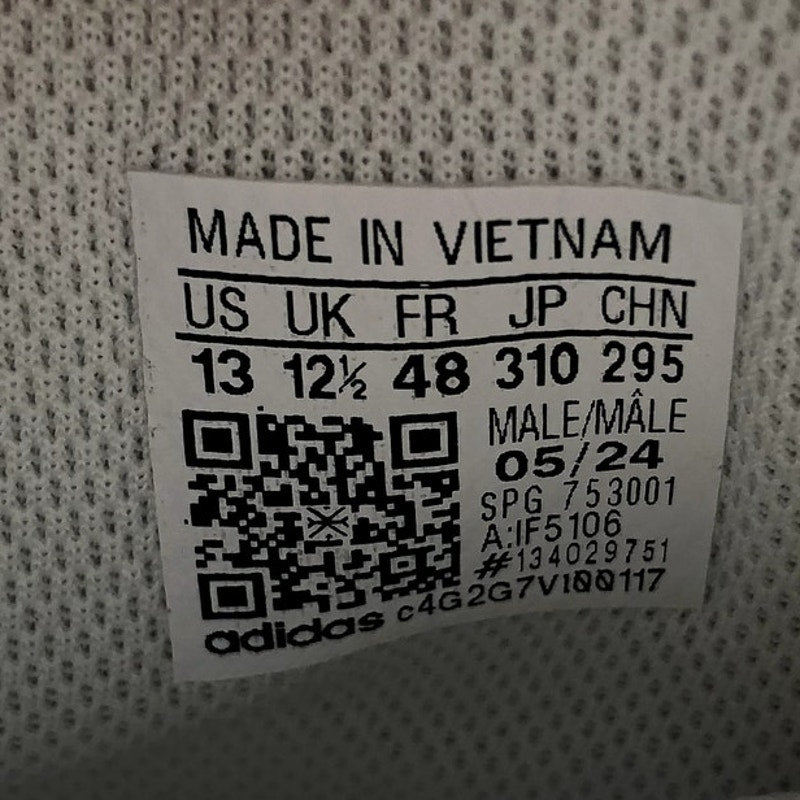 MADE IN VIETNAM
US UK FR JP CHN
13 12½ 48 310 295
MALE/MÂLE
05/24
SPG 753001
A:IF5106
#134029751
adidas c4G2G7V100117